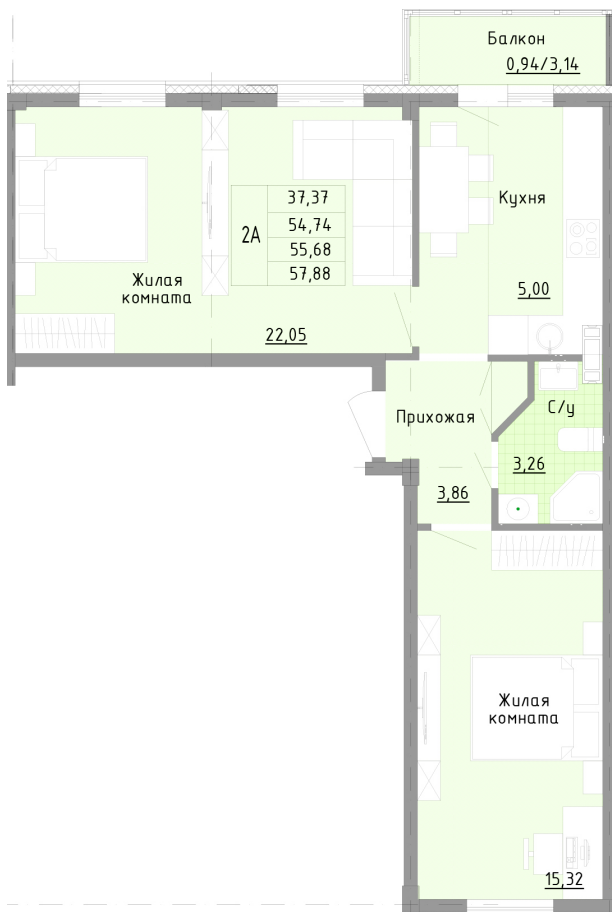 Балкон
0,94/3,14
Кухня
5,00
2А
37,37
54,74
55,68
57,88
Жилая
комната
22,05
Прихожая
3,86
С/у
3,26
Жилая
комната
15,32